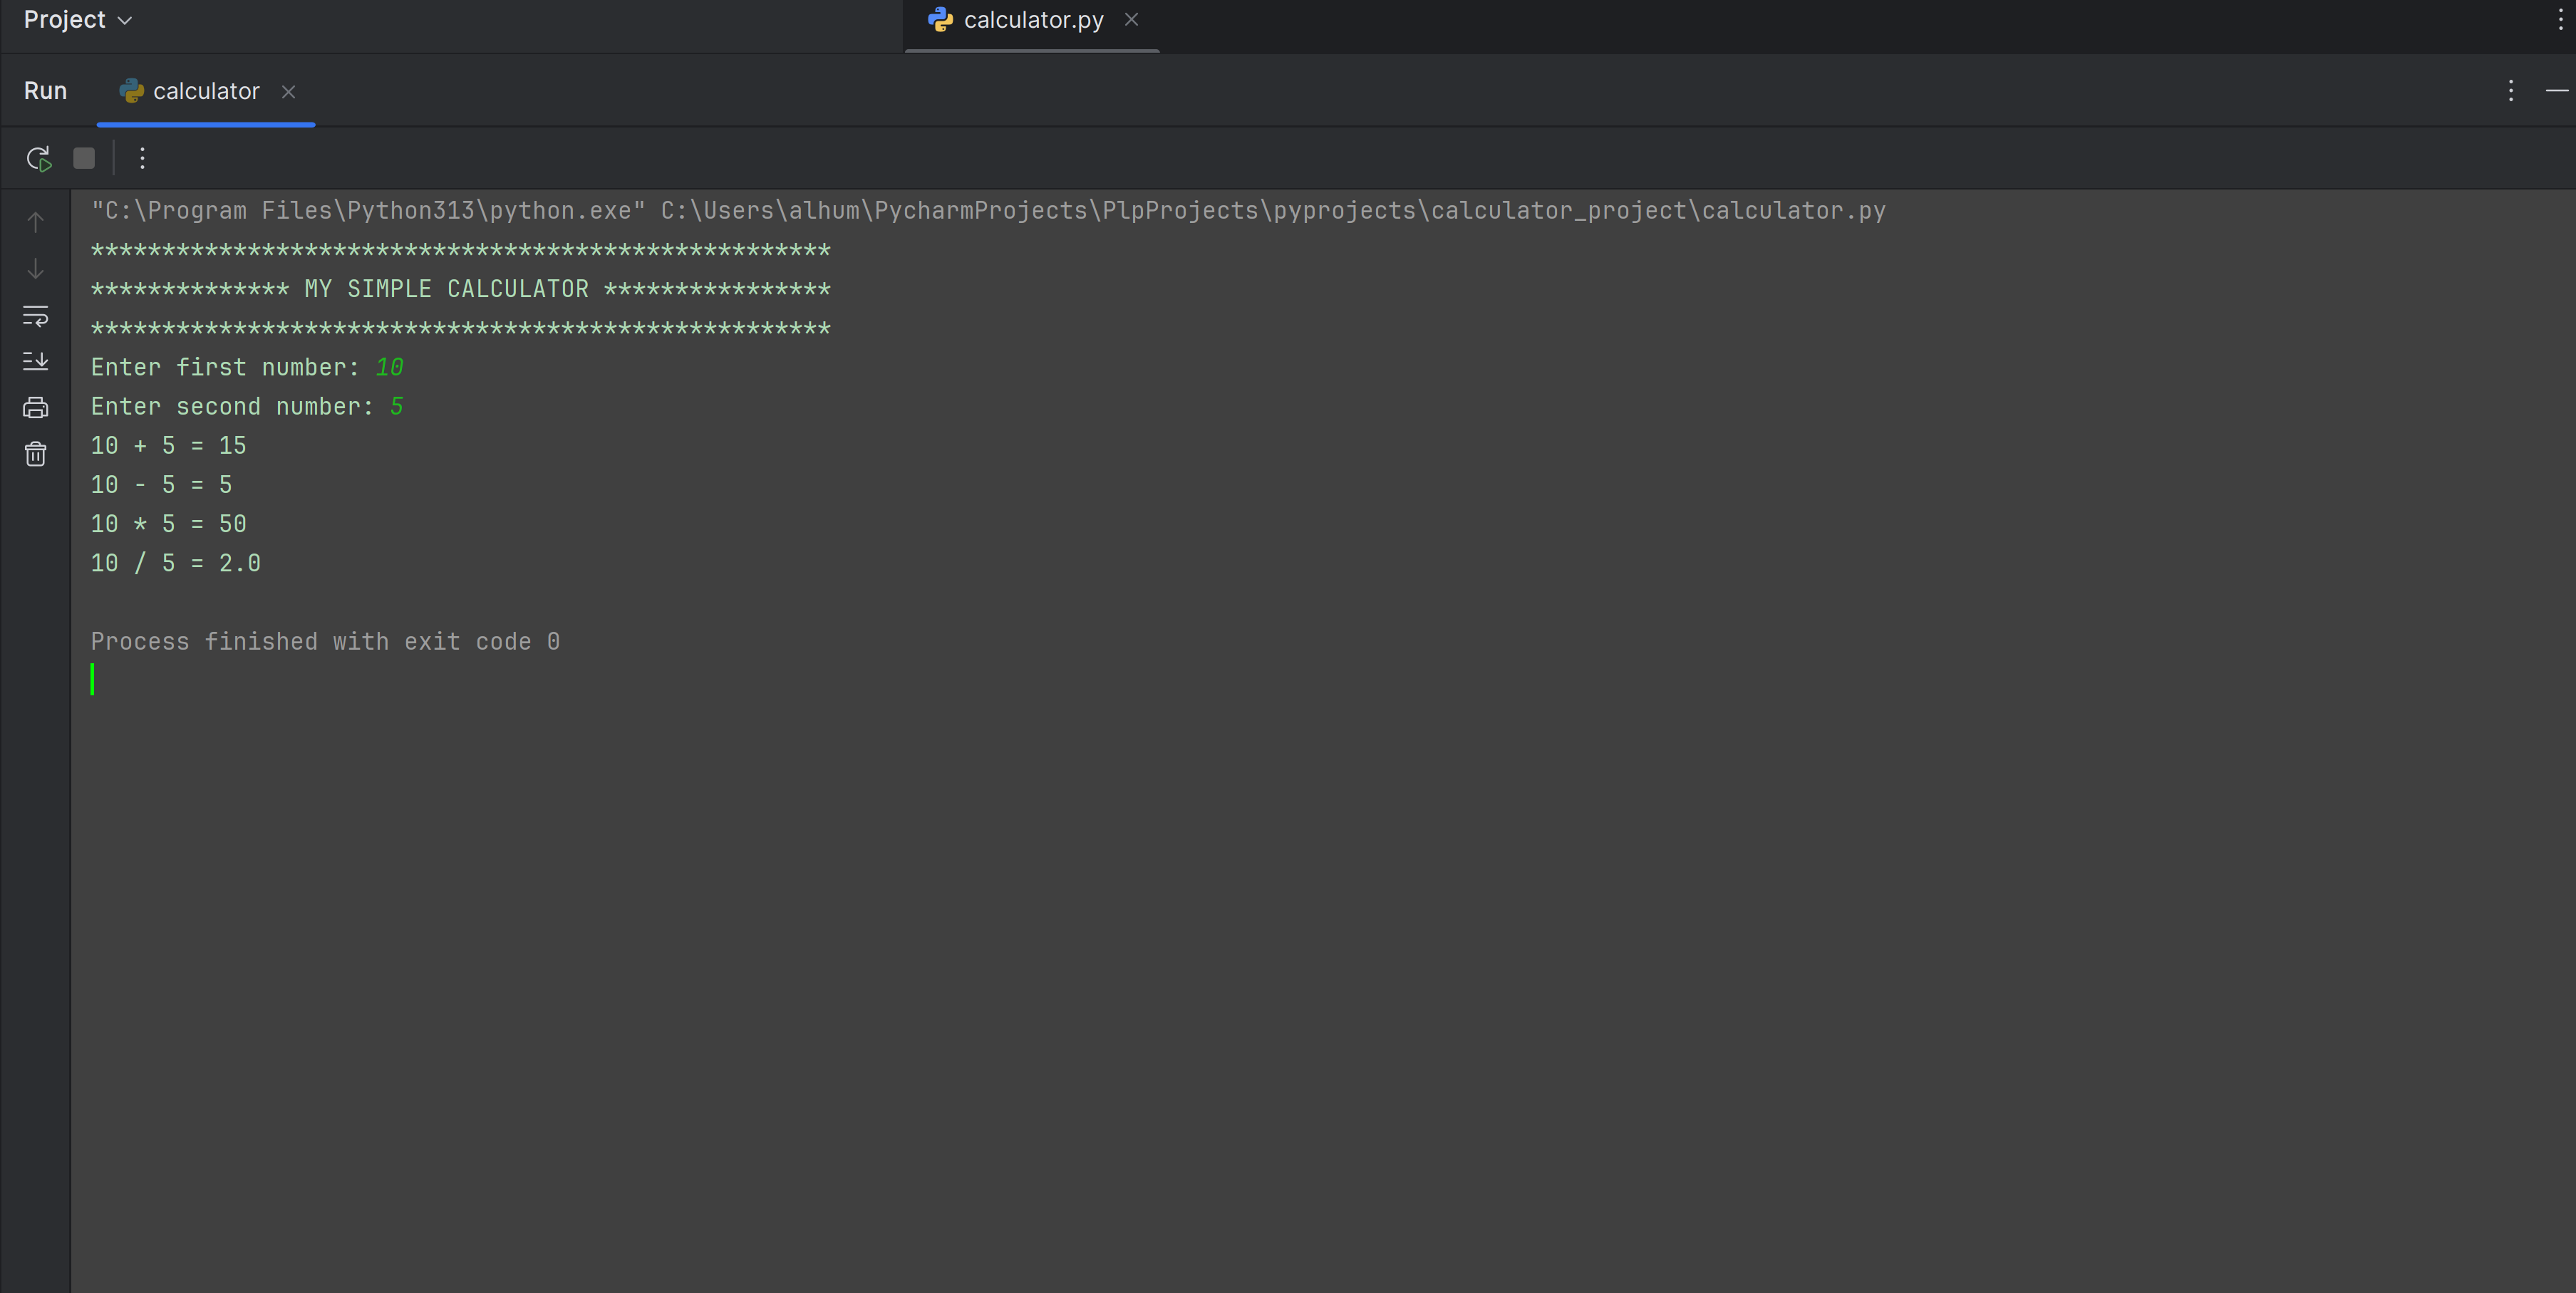 Project
calculator.py
Run
calculator
"C:\Program Files\Python313\python.exe" C:\Users\alhum\PycharmProjects\PlpProjects\pyprojects\calculator_project\calculator.py
****************************************************
************** MY SIMPLE CALCULATOR ****************
****************************************************
Enter first number: 10
Enter second number: 5
10 + 5 = 15
10 - 5 = 5
10 * 5 = 50
10 / 5 = 2.0
Process finished with exit code 0